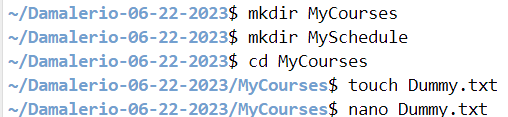 ~/Damalerio-06-22-2023$ mkdir MyCourses
~/Damalerio-06-22-2023$ mkdir MySchedule
~/Damalerio-06-22-2023$ cd MyCourses
~/Damalerio-06-22-2023/MyCourses$ touch Dummy.txt
~/Damalerio-06-22-2023/MyCourses$ nano Dummy.txt